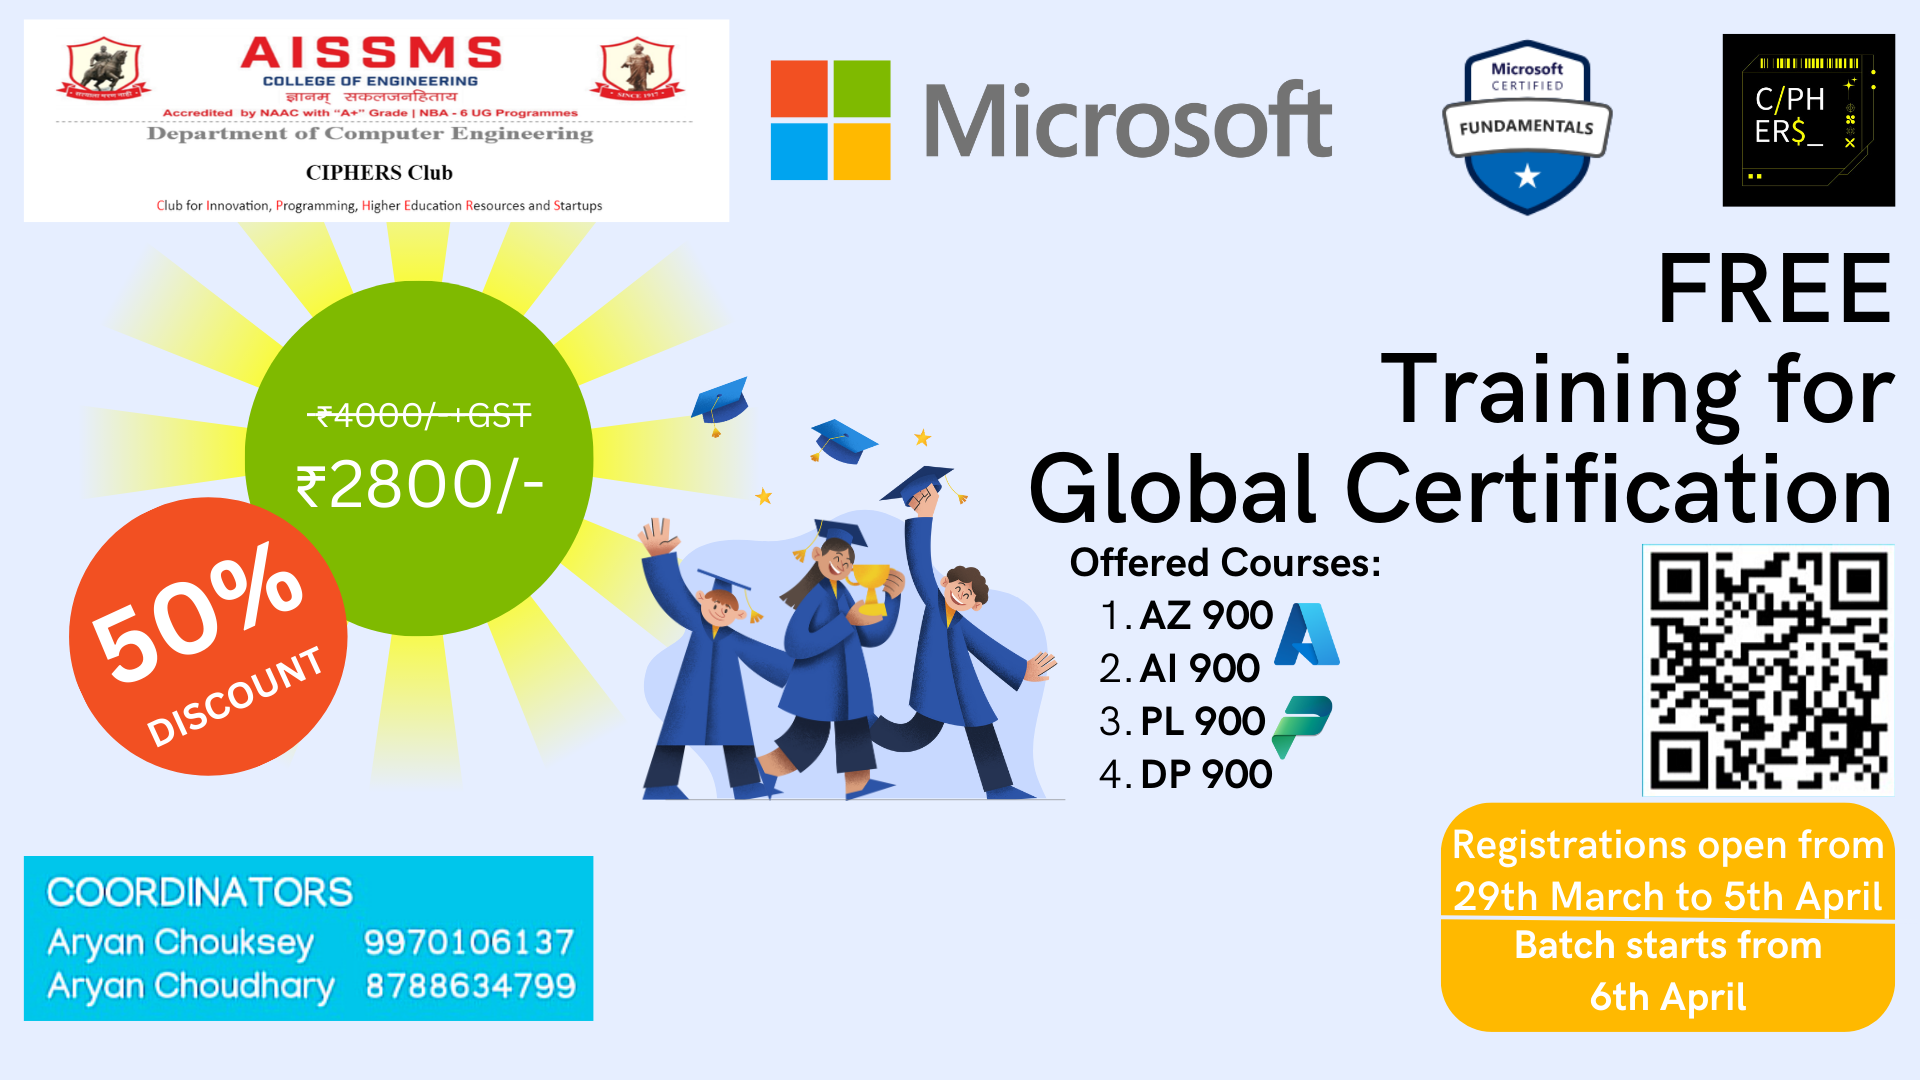 AISSMS
COLLEGE OF ENGINEERING
ज्ञानम् सकलजनहिताय
Accredited by NAAC with "A+" Grade | NBA - 6 UG Programmes
Department of Computer Engineering
CIPHERS Club
Club for Innovation, Programming, Higher Education Resources and Startups
SINCE 1917
Microsoft
Microsoft
CERTIFIED
FUNDAMENTALS
C/PH
ER$_
FREE
Training for
Global Certification
₹4000/-+GST
₹2800/-
50%
DISCOUNT
Offered Courses:
1. AZ 900
2. AI 900
3. PL 900
4. DP 900
Registrations open from
29th March to 5th April
Batch starts from
6th April
COORDINATORS
Aryan Chouksey 9970106137
Aryan Choudhary 8788634799